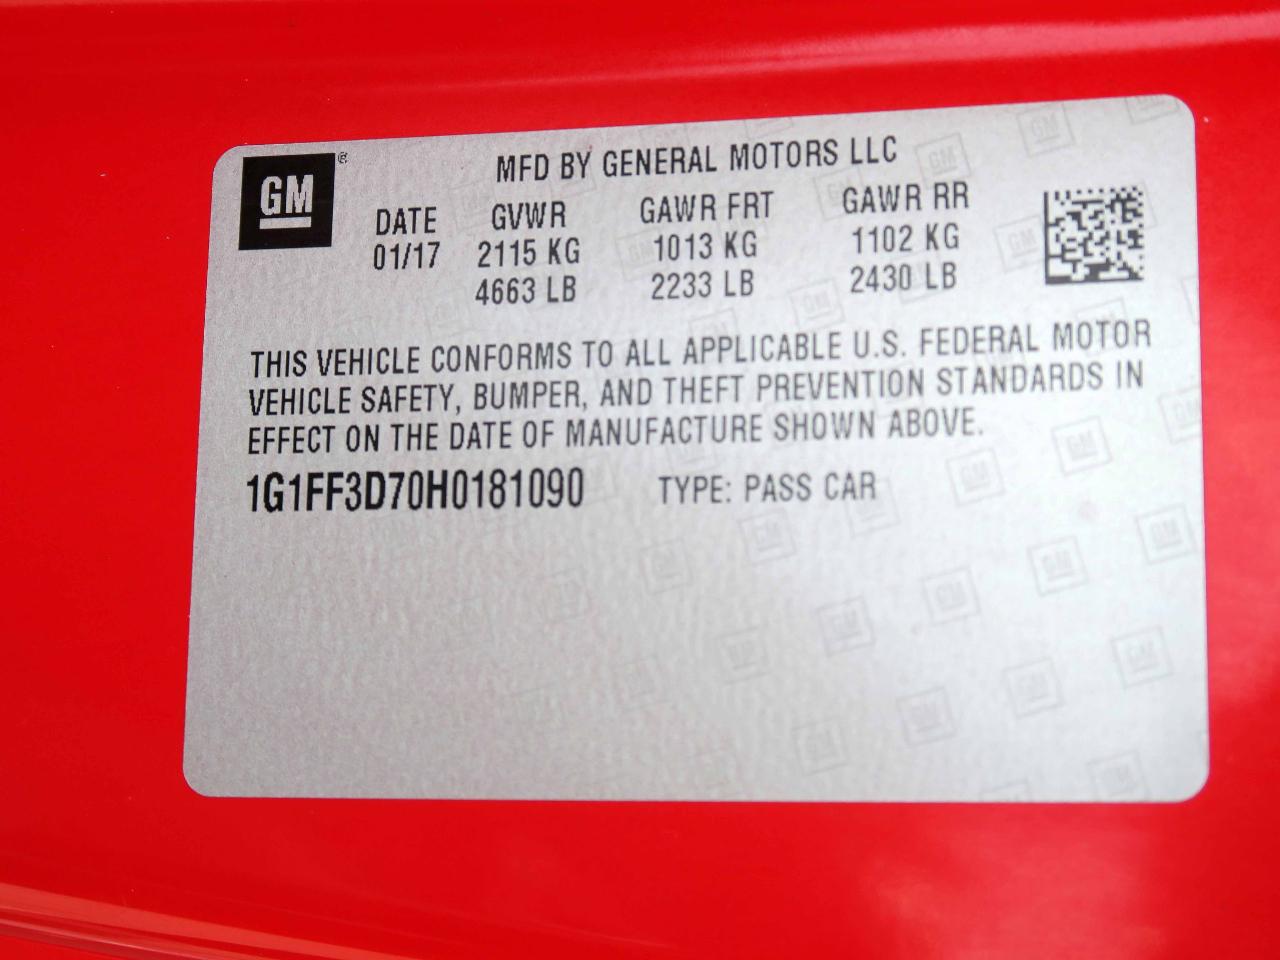 GM ®
MFD BY GENERAL MOTORS LLC
DATE GVWR GAWR FRT GAWR RR
01/17 2115 KG 1013 KG 1102 KG
4663 LB 2233 LB 2430 LB
THIS VEHICLE CONFORMS TO ALL APPLICABLE U.S. FEDERAL MOTOR
VEHICLE SAFETY, BUMPER, AND THEFT PREVENTION STANDARDS IN
EFFECT ON THE DATE OF MANUFACTURE SHOWN ABOVE.
1G1FF3D70H0181090 TYPE: PASS CAR